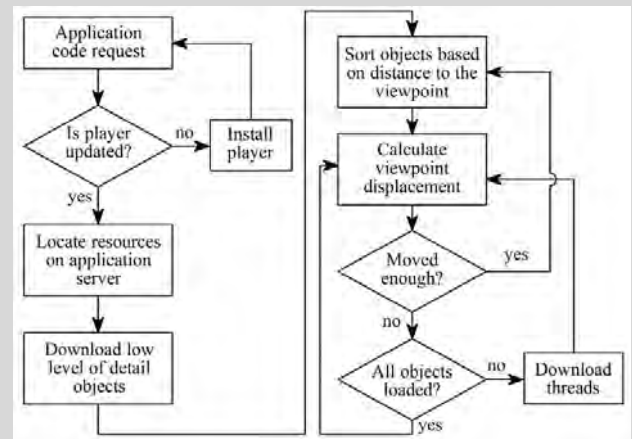 Application
code request
Is player
updated?
no
Install
player
yes
Locate resources
on application
server
Download low
level of detail
objects
Sort objects based
on distance to the
viewpoint
Calculate
viewpoint
displacement
Moved
enough?
yes
no
All objects
loaded?
no
Download
threads
yes